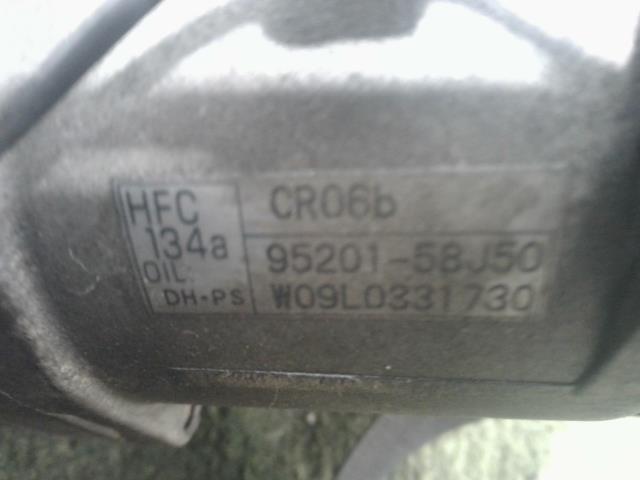 HFC
134a
OIL:
DH-PS
CR06b
95201-58J50
W09L0331730